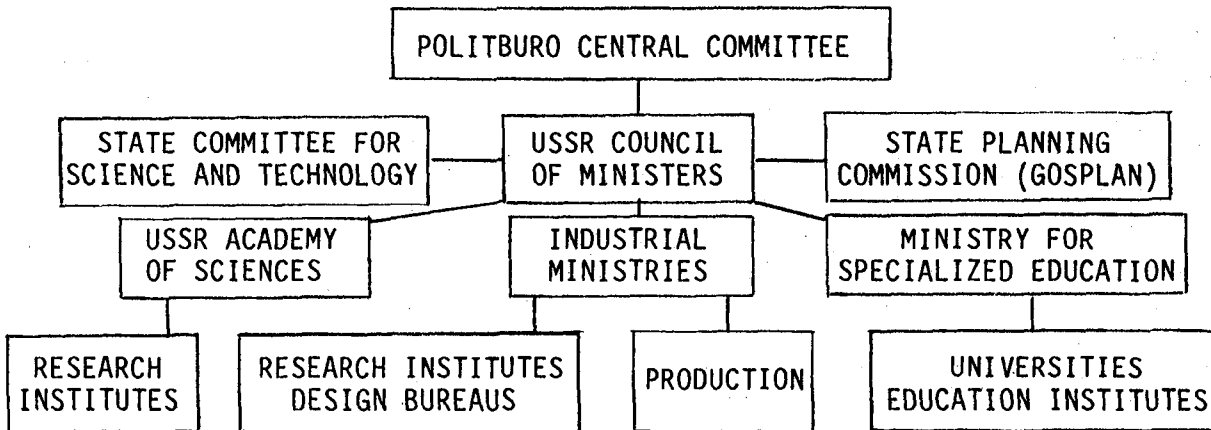 POLITBURO CENTRAL COMMITTEE
STATE COMMITTEE FOR
SCIENCE AND TECHNOLOGY
USSR COUNCIL
OF MINISTERS
STATE PLANNING
COMMISSION (GOSPLAN)
USSR ACADEMY
OF SCIENCES
INDUSTRIAL
MINISTRIES
MINISTRY FOR
SPECIALIZED EDUCATION
RESEARCH
INSTITUTES
RESEARCH INSTITUTES
DESIGN BUREAUS
PRODUCTION
UNIVERSITIES
EDUCATION INSTITUTES